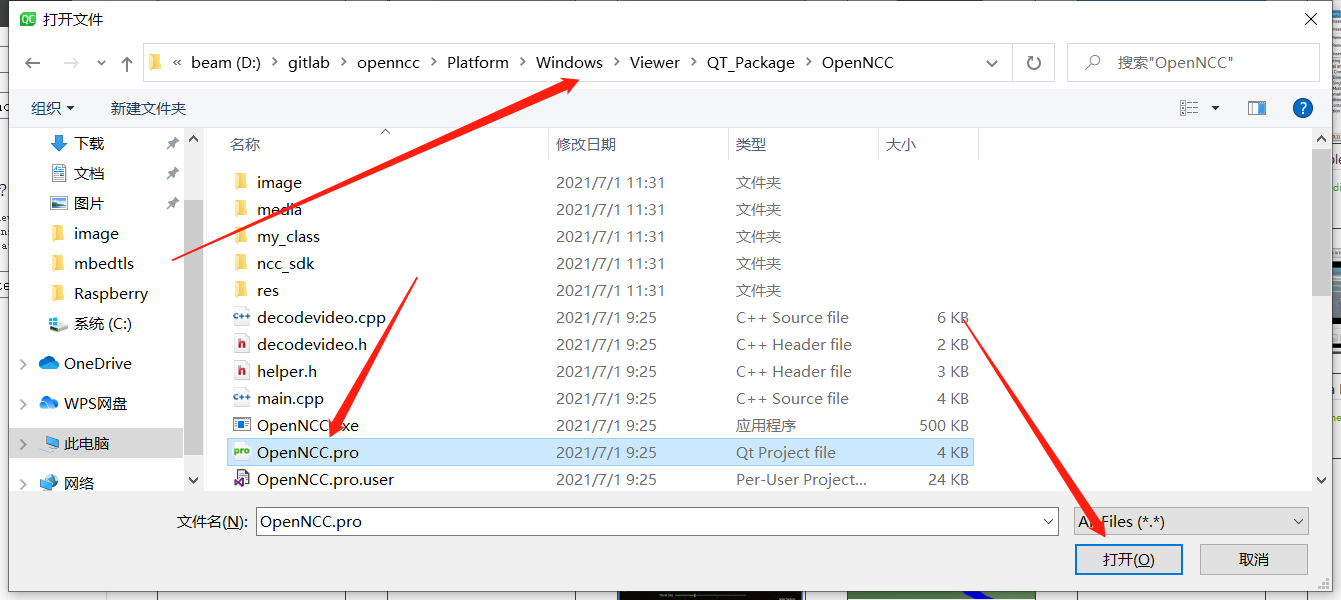 QC 打开文件
« beam (D:) > gitlab > openncc > Platform > Windows > Viewer > QT_Package > OpenNCC
搜索"OpenNCC"
组织 新建文件夹
?
下载
文档
图片
image
mbedtls
Raspberry
系统 (C:)
OneDrive
WPS网盘
此电脑
网络
名称 修改日期 类型 大小
image 2021/7/1 11:31 文件夹
media 2021/7/1 11:31 文件夹
my_class 2021/7/1 11:31 文件夹
ncc_sdk 2021/7/1 11:31 文件夹
res 2021/7/1 11:31 文件夹
C++ decodevideo.cpp 2021/7/1 9:25 C++ Source file 6 KB
h decodevideo.h 2021/7/1 9:25 C++ Header file 2 KB
h helper.h 2021/7/1 9:25 C++ Header file 3 KB
C++ main.cpp 2021/7/1 9:25 C++ Source file 4 KB
OpenNCC.exe 2021/7/1 9:25 应用程序 500 KB
pro OpenNCC.pro 2021/7/1 9:25 Qt Project file 4 KB
OpenNCC.pro.user 2021/7/1 9:25 Per-User Project... 24 KB
文件名(N): OpenNCC.pro
All Files (*.*)
打开(O) 取消